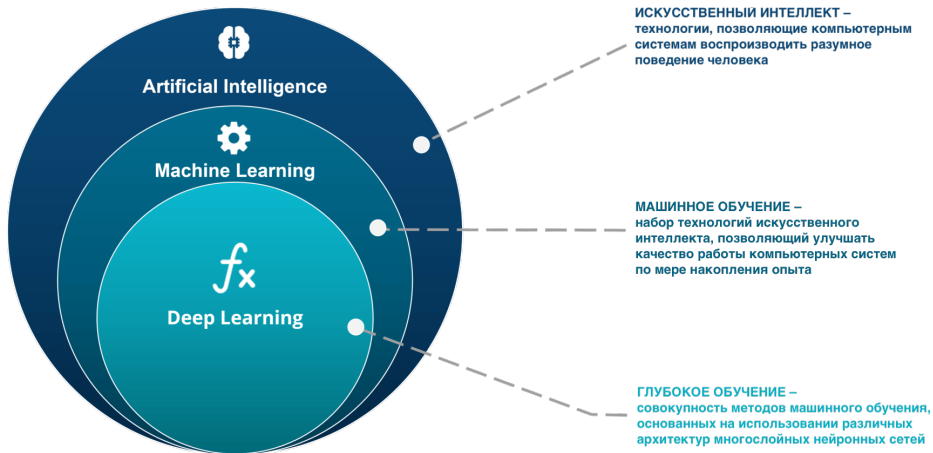 Artificial Intelligence
Machine Learning
fx
Deep Learning
ИСКУССТВЕННЫЙ ИНТЕЛЛЕКТ –
технологии, позволяющие компьютерным
системам воспроизводить разумное
поведение человека
МАШИННОЕ ОБУЧЕНИЕ –
набор технологий искусственного
интеллекта, позволяющий улучшать
качество работы компьютерных систем
по мере накопления опыта
ГЛУБОКОЕ ОБУЧЕНИЕ –
совокупность методов машинного обучения,
основанных на использовании различных
архитектур многослойных нейронных сетей